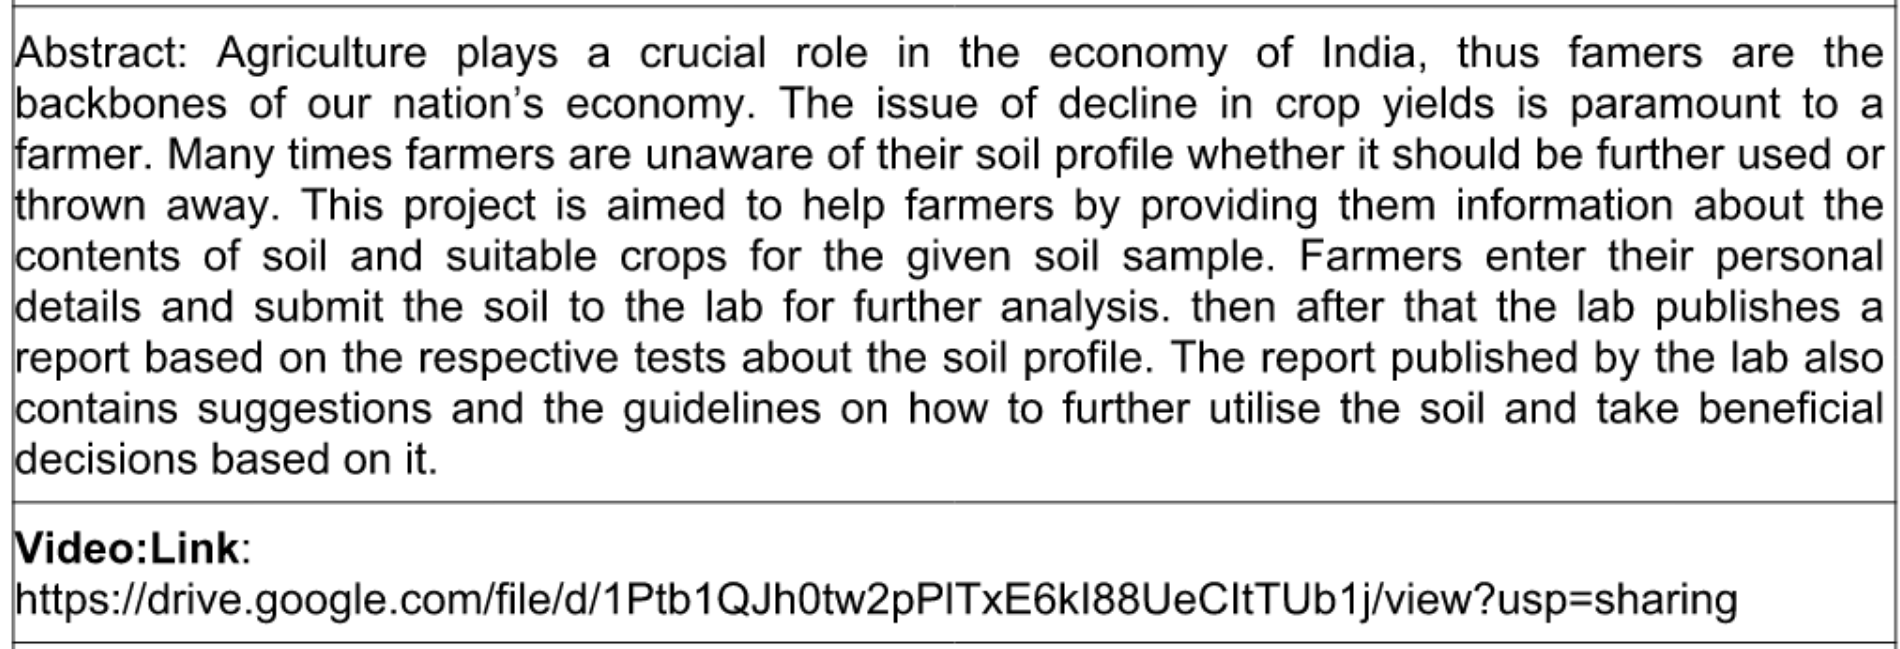 Abstract: Agriculture plays a crucial role in the economy of India, thus famers are the
backbones of our nation’s economy. The issue of decline in crop yields is paramount to a
farmer. Many times farmers are unaware of their soil profile whether it should be further used or
thrown away. This project is aimed to help farmers by providing them information about the
contents of soil and suitable crops for the given soil sample. Farmers enter their personal
details and submit the soil to the lab for further analysis. then after that the lab publishes a
report based on the respective tests about the soil profile. The report published by the lab also
contains suggestions and the guidelines on how to further utilise the soil and take beneficial
decisions based on it.
Video:Link:
https://drive.google.com/file/d/1Ptb1QJh0tw2pPlTxE6kI88UeCItTUb1j/view?usp=sharing